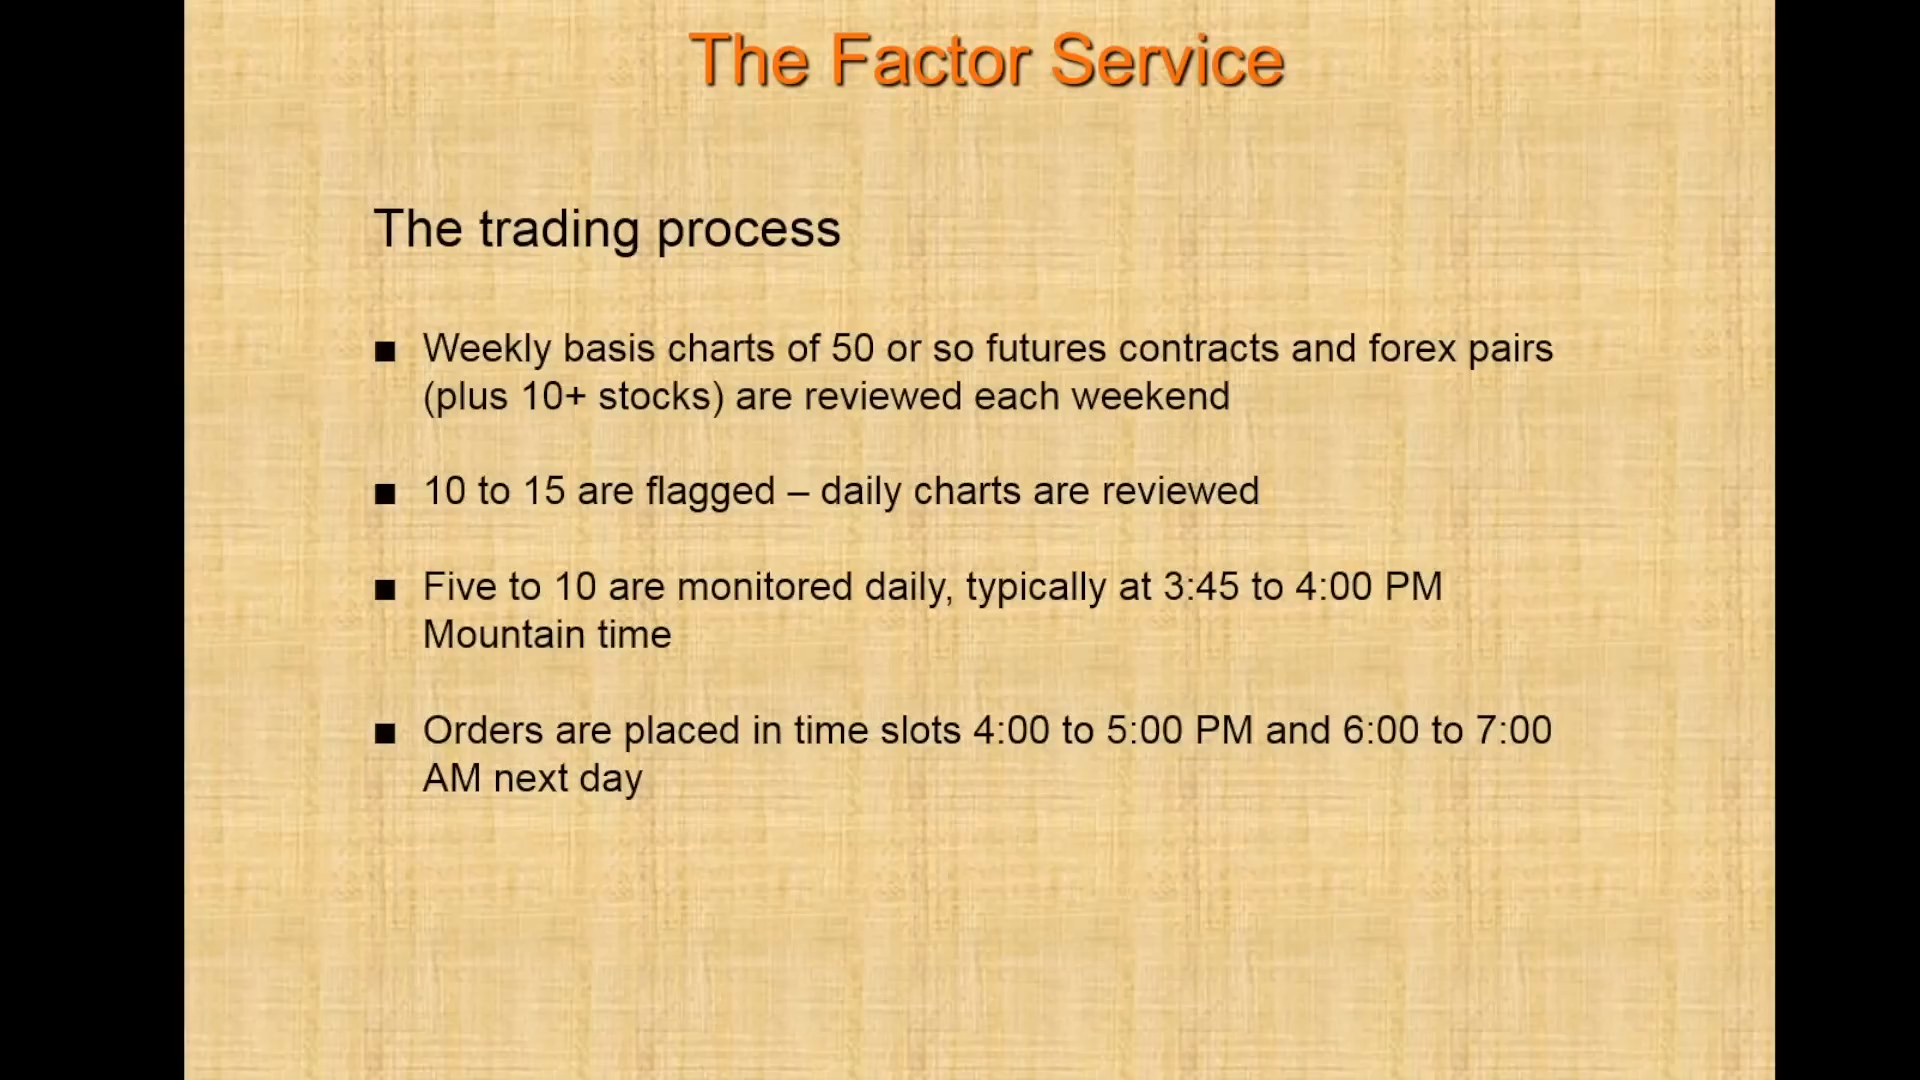 The Factor Service
The trading process
■ Weekly basis charts of 50 or so futures contracts and forex pairs
(plus 10+ stocks) are reviewed each weekend
■ 10 to 15 are flagged – daily charts are reviewed
■ Five to 10 are monitored daily, typically at 3:45 to 4:00 PM
Mountain time
■ Orders are placed in time slots 4:00 to 5:00 PM and 6:00 to 7:00
AM next day